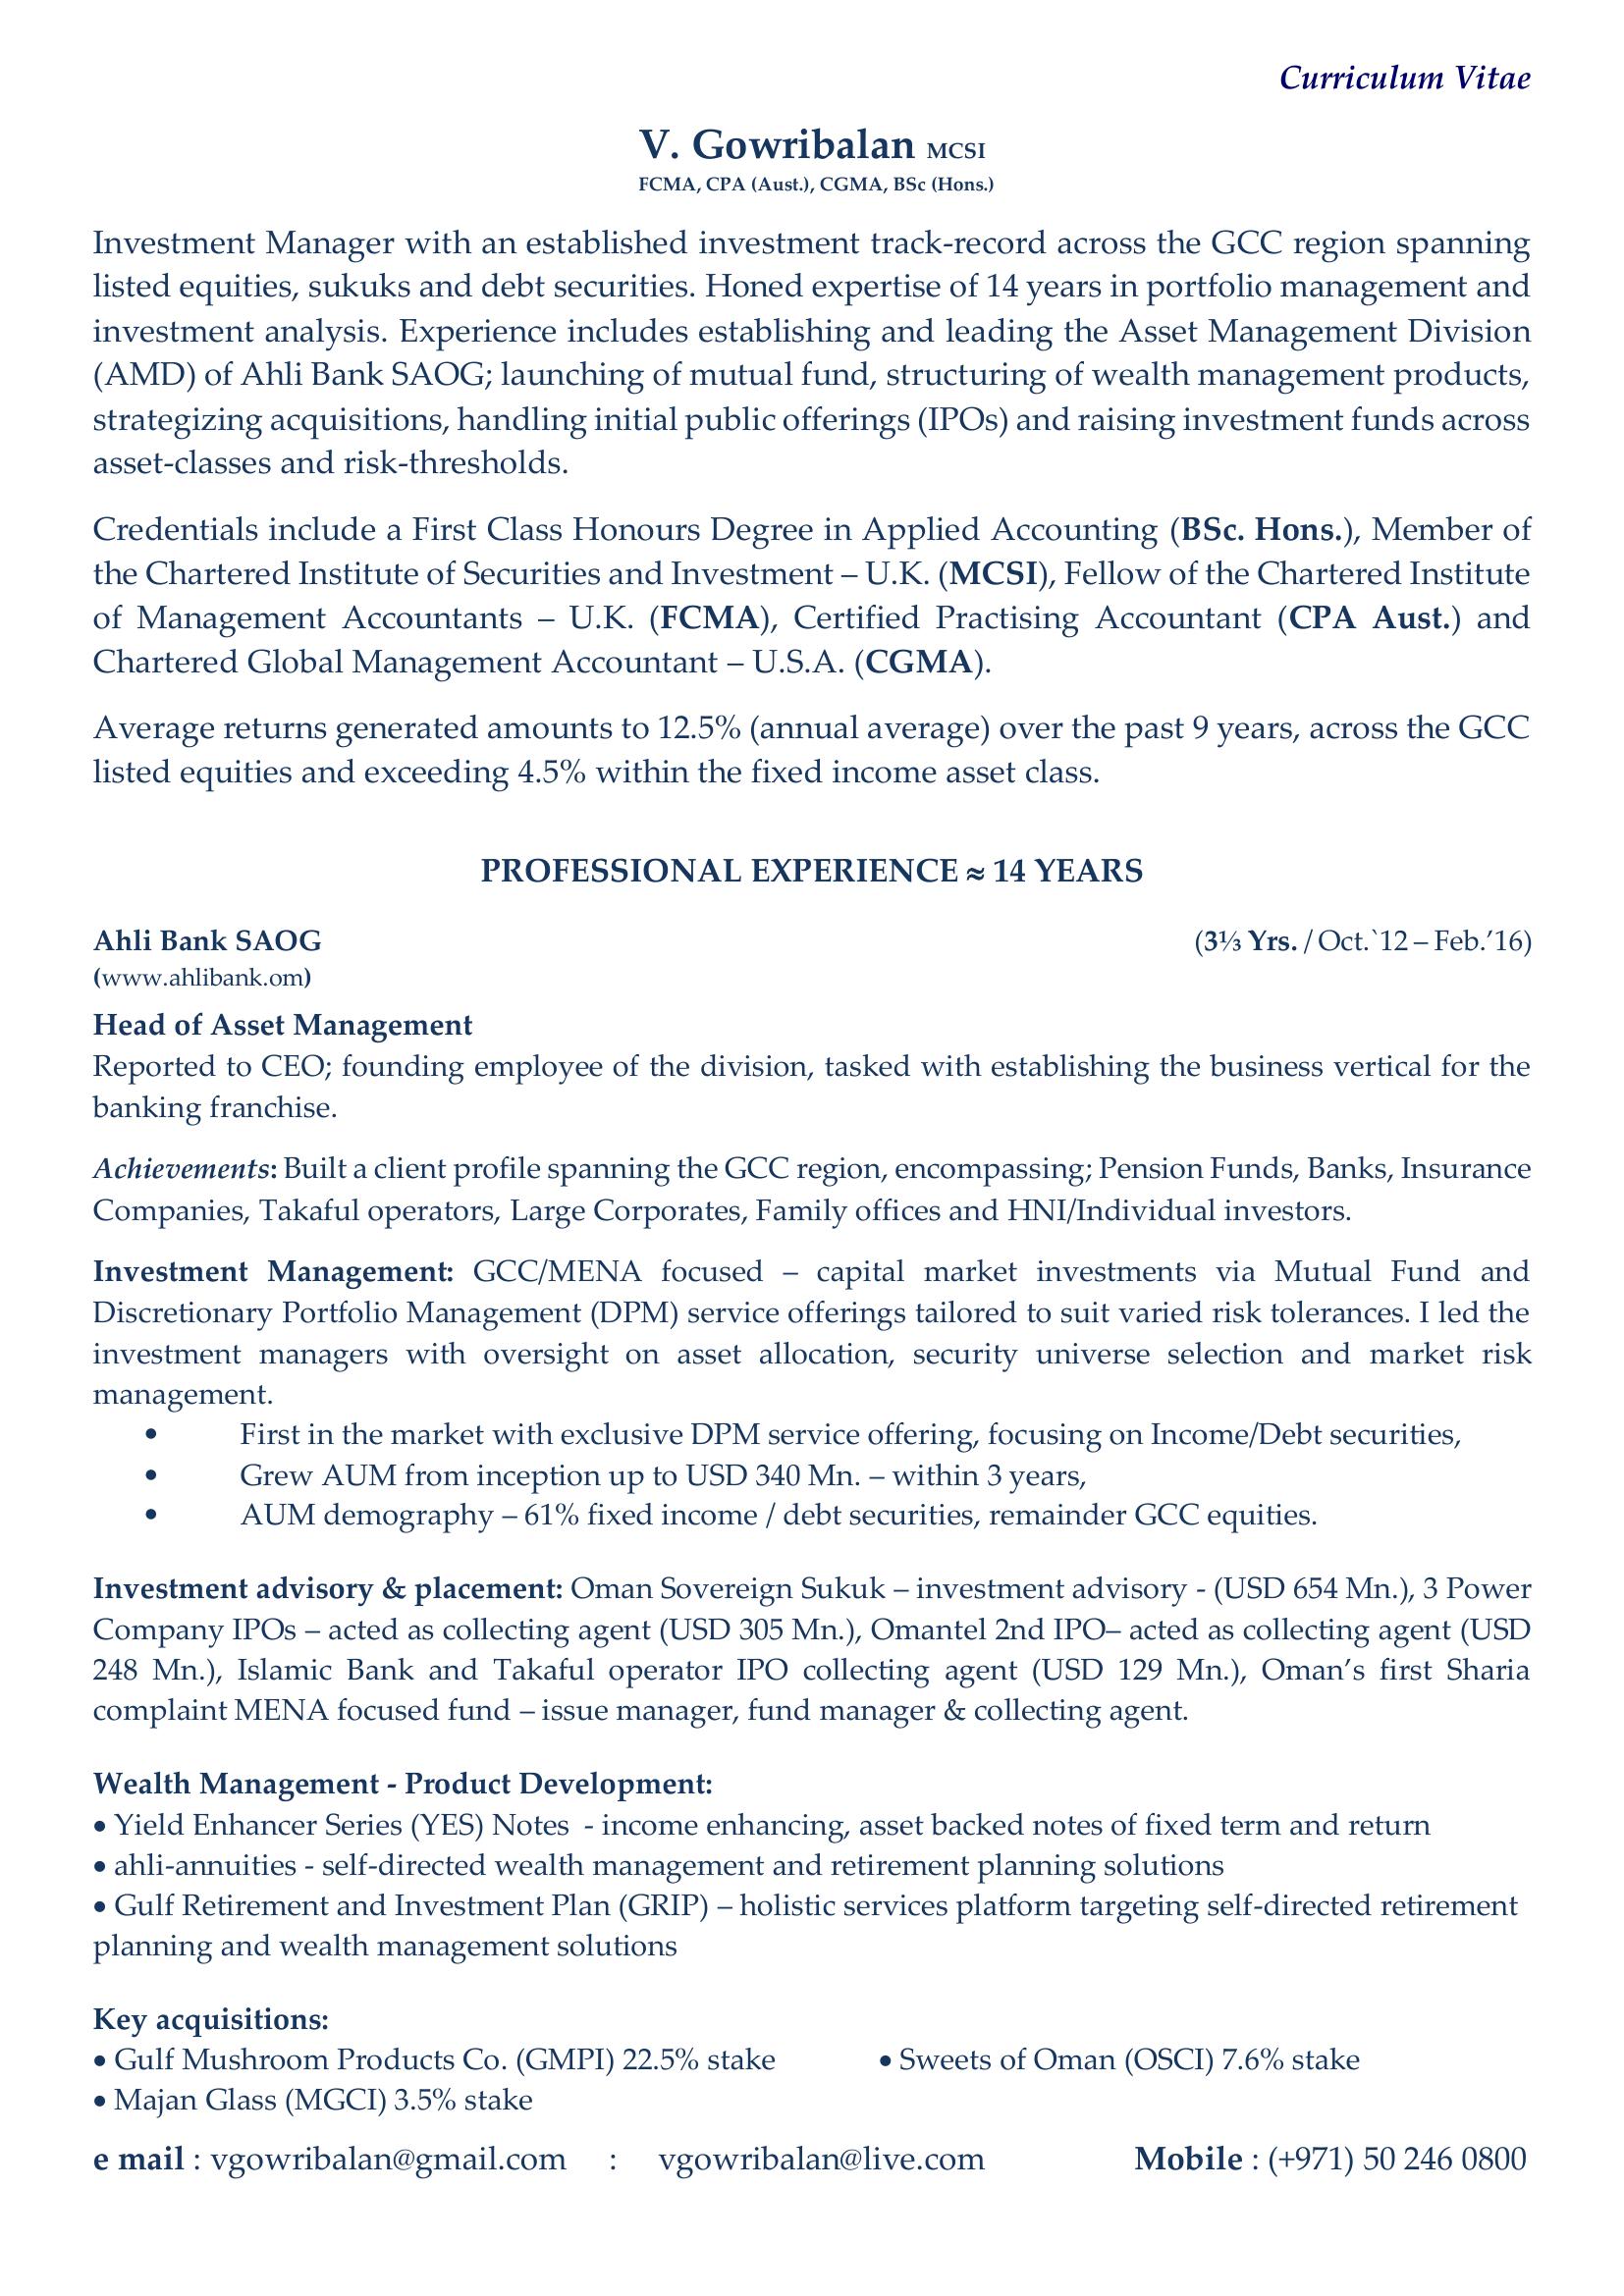 Curriculum Vitae
V. Gowribalan MCSI
FCMA, CPA (Aust.), CGMA, BSc (Hons.)
Investment Manager with an established investment track-record across the GCC region spanning
listed equities, sukuks and debt securities. Honed expertise of 14 years in portfolio management and
investment analysis. Experience includes establishing and leading the Asset Management Division
(AMD) of Ahli Bank SAOG; launching of mutual fund, structuring of wealth management products,
strategizing acquisitions, handling initial public offerings (IPOs) and raising investment funds across
asset-classes and risk-thresholds.
Credentials include a First Class Honours Degree in Applied Accounting (BSc. Hons.), Member of
the Chartered Institute of Securities and Investment – U.K. (MCSI), Fellow of the Chartered Institute
of Management Accountants – U.K. (FCMA), Certified Practising Accountant (CPA Aust.) and
Chartered Global Management Accountant – U.S.A. (CGMA).
Average returns generated amounts to 12.5% (annual average) over the past 9 years, across the GCC
listed equities and exceeding 4.5% within the fixed income asset class.
PROFESSIONAL EXPERIENCE ≈ 14 YEARS
Ahli Bank SAOG (3⅓ Yrs. / Oct.`12 – Feb.’16)
(www.ahlibank.om)
Head of Asset Management
Reported to CEO; founding employee of the division, tasked with establishing the business vertical for the
banking franchise.
Achievements: Built a client profile spanning the GCC region, encompassing; Pension Funds, Banks, Insurance
Companies, Takaful operators, Large Corporates, Family offices and HNI/Individual investors.
Investment Management: GCC/MENA focused – capital market investments via Mutual Fund and
Discretionary Portfolio Management (DPM) service offerings tailored to suit varied risk tolerances. I led the
investment managers with oversight on asset allocation, security universe selection and market risk
management.
• First in the market with exclusive DPM service offering, focusing on Income/Debt securities,
• Grew AUM from inception up to USD 340 Mn. – within 3 years,
• AUM demography – 61% fixed income / debt securities, remainder GCC equities.
Investment advisory & placement: Oman Sovereign Sukuk – investment advisory - (USD 654 Mn.), 3 Power
Company IPOs – acted as collecting agent (USD 305 Mn.), Omantel 2nd IPO– acted as collecting agent (USD
248 Mn.), Islamic Bank and Takaful operator IPO collecting agent (USD 129 Mn.), Oman’s first Sharia
complaint MENA focused fund – issue manager, fund manager & collecting agent.
Wealth Management - Product Development:
• Yield Enhancer Series (YES) Notes - income enhancing, asset backed notes of fixed term and return
• ahli-annuities - self-directed wealth management and retirement planning solutions
• Gulf Retirement and Investment Plan (GRIP) – holistic services platform targeting self-directed retirement
planning and wealth management solutions
Key acquisitions:
• Gulf Mushroom Products Co. (GMPI) 22.5% stake • Sweets of Oman (OSCI) 7.6% stake
• Majan Glass (MGCI) 3.5% stake
e mail : vgowribalan@gmail.com : vgowribalan@live.com Mobile : (+971) 50 246 0800